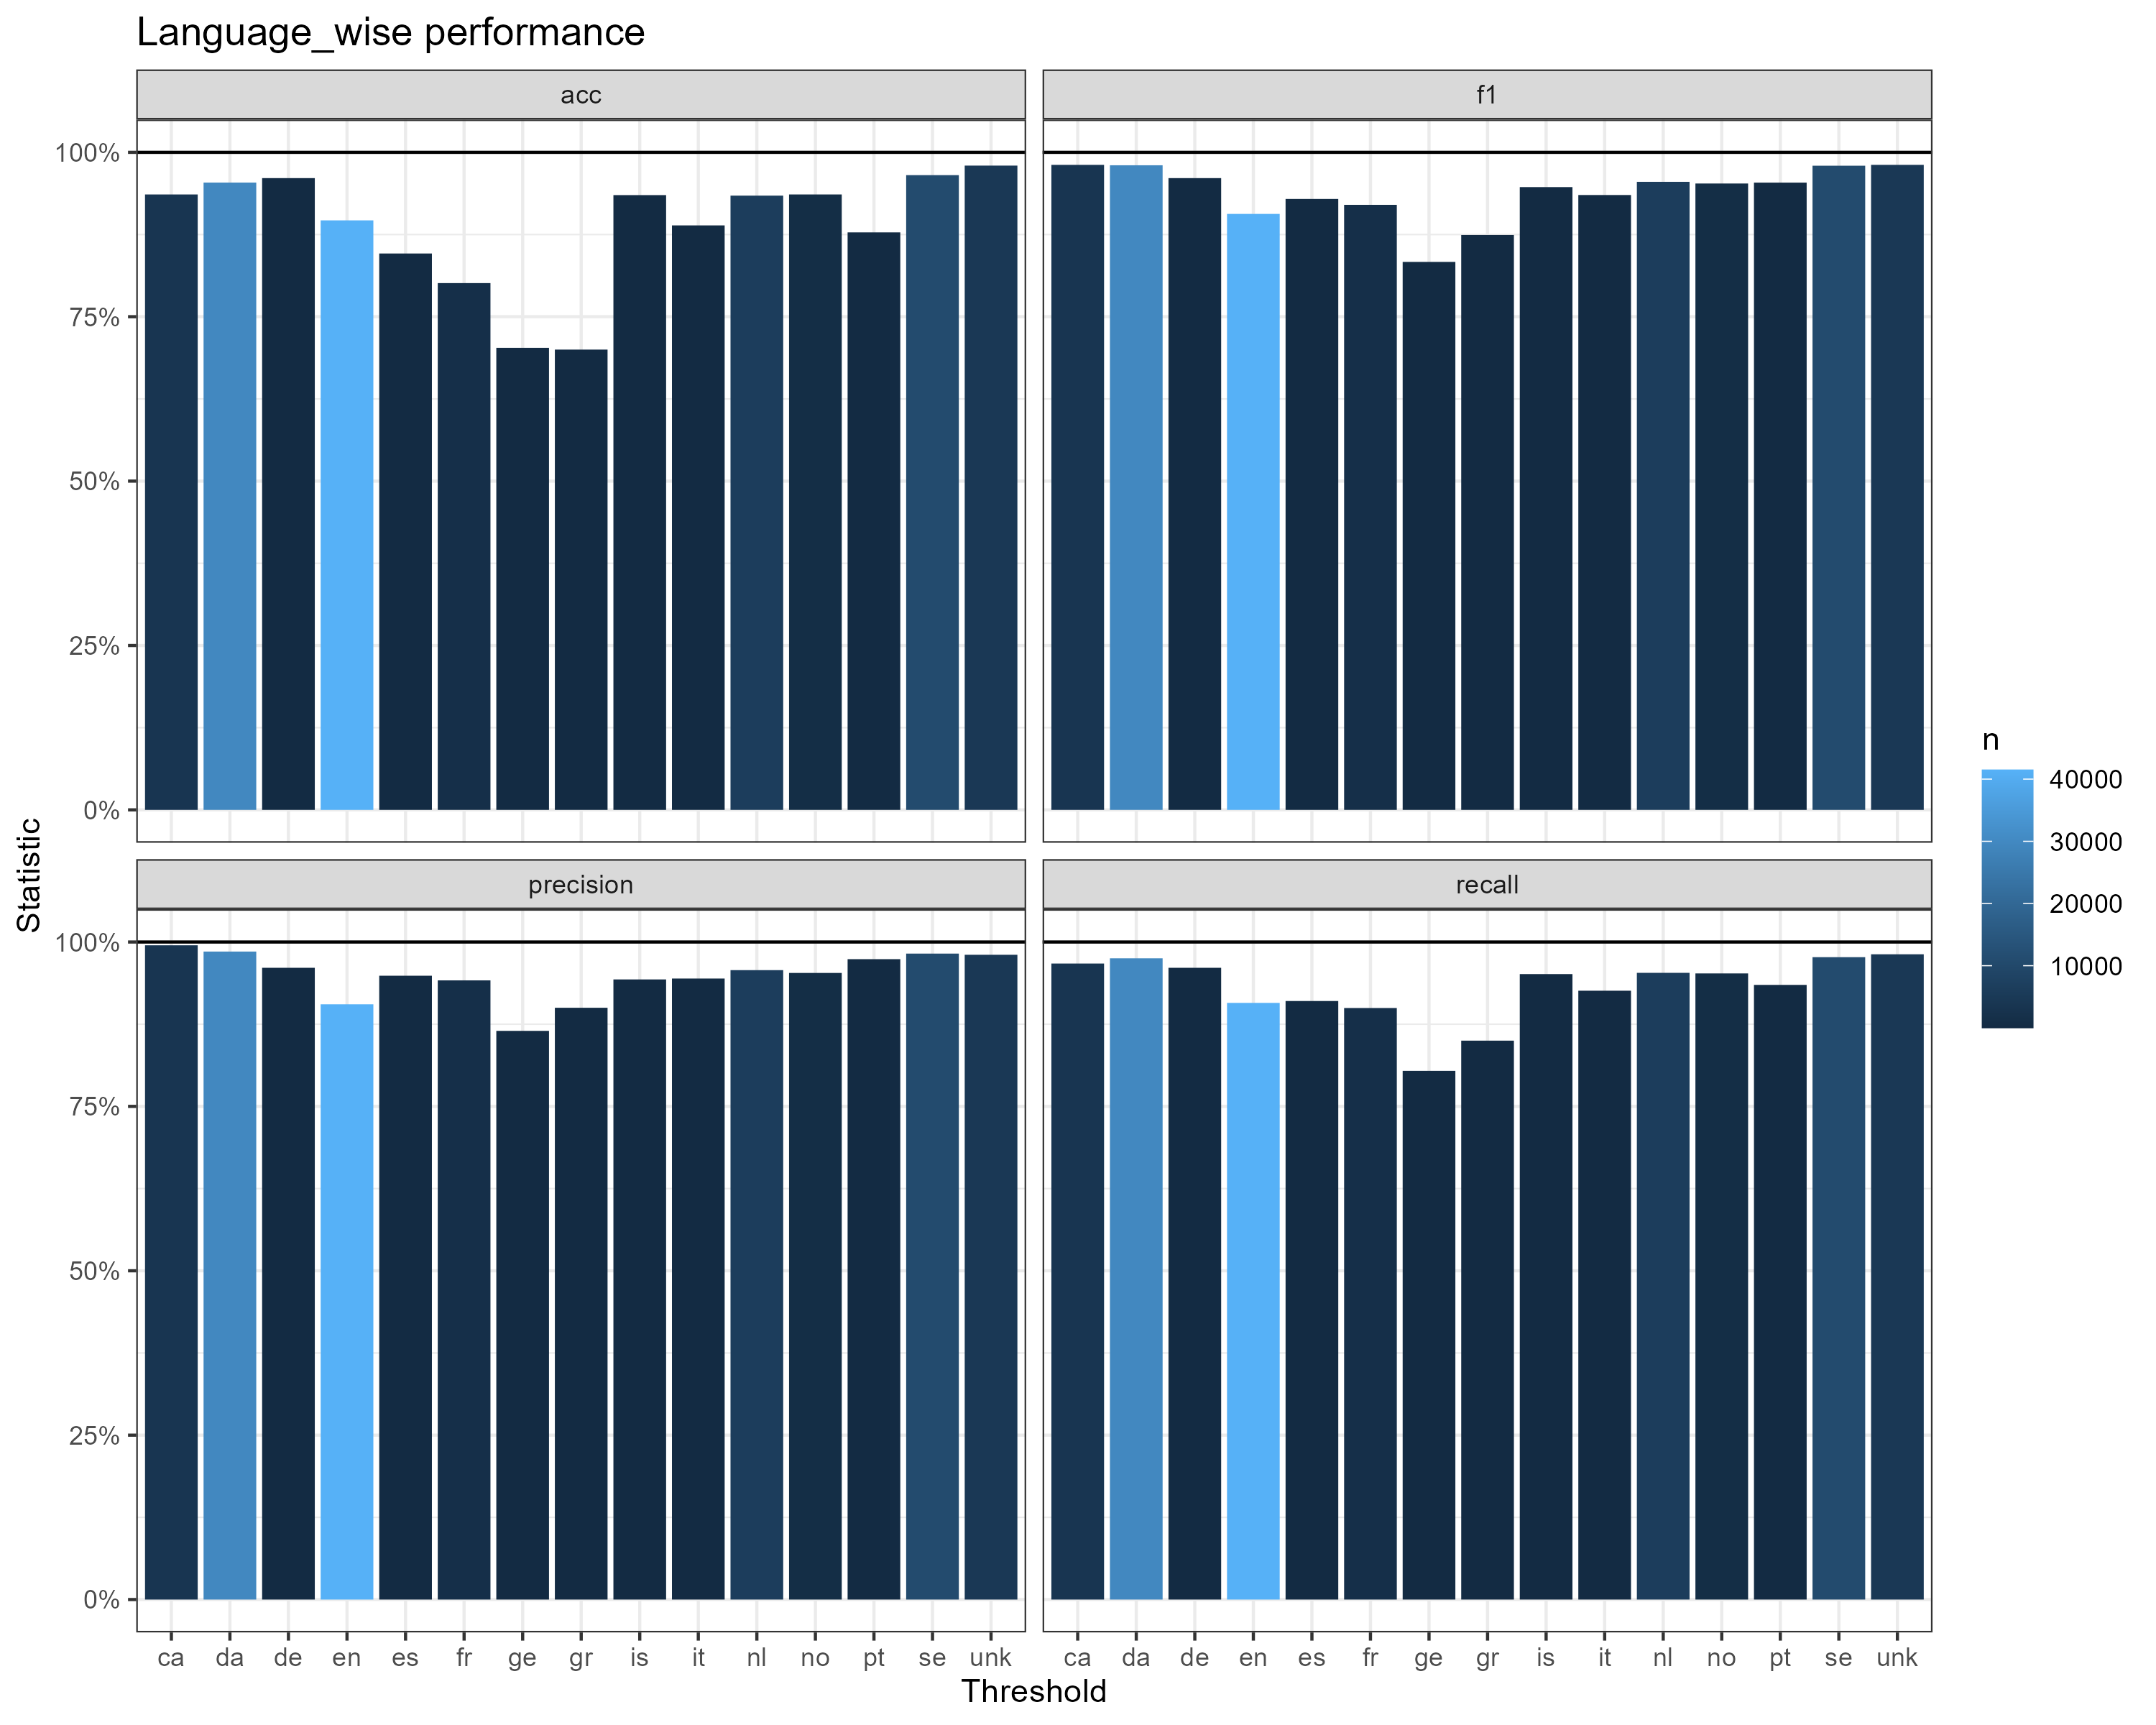 Language_wise performance
acc
f1
100%
75%
50%
25%
0%
precision
recall
100%
75%
50%
25%
0%
Statistic
ca da de en es fr ge gr is it nl no pt se unk
ca da de en es fr ge gr is it nl no pt se unk
Threshold
n
40000
30000
20000
10000